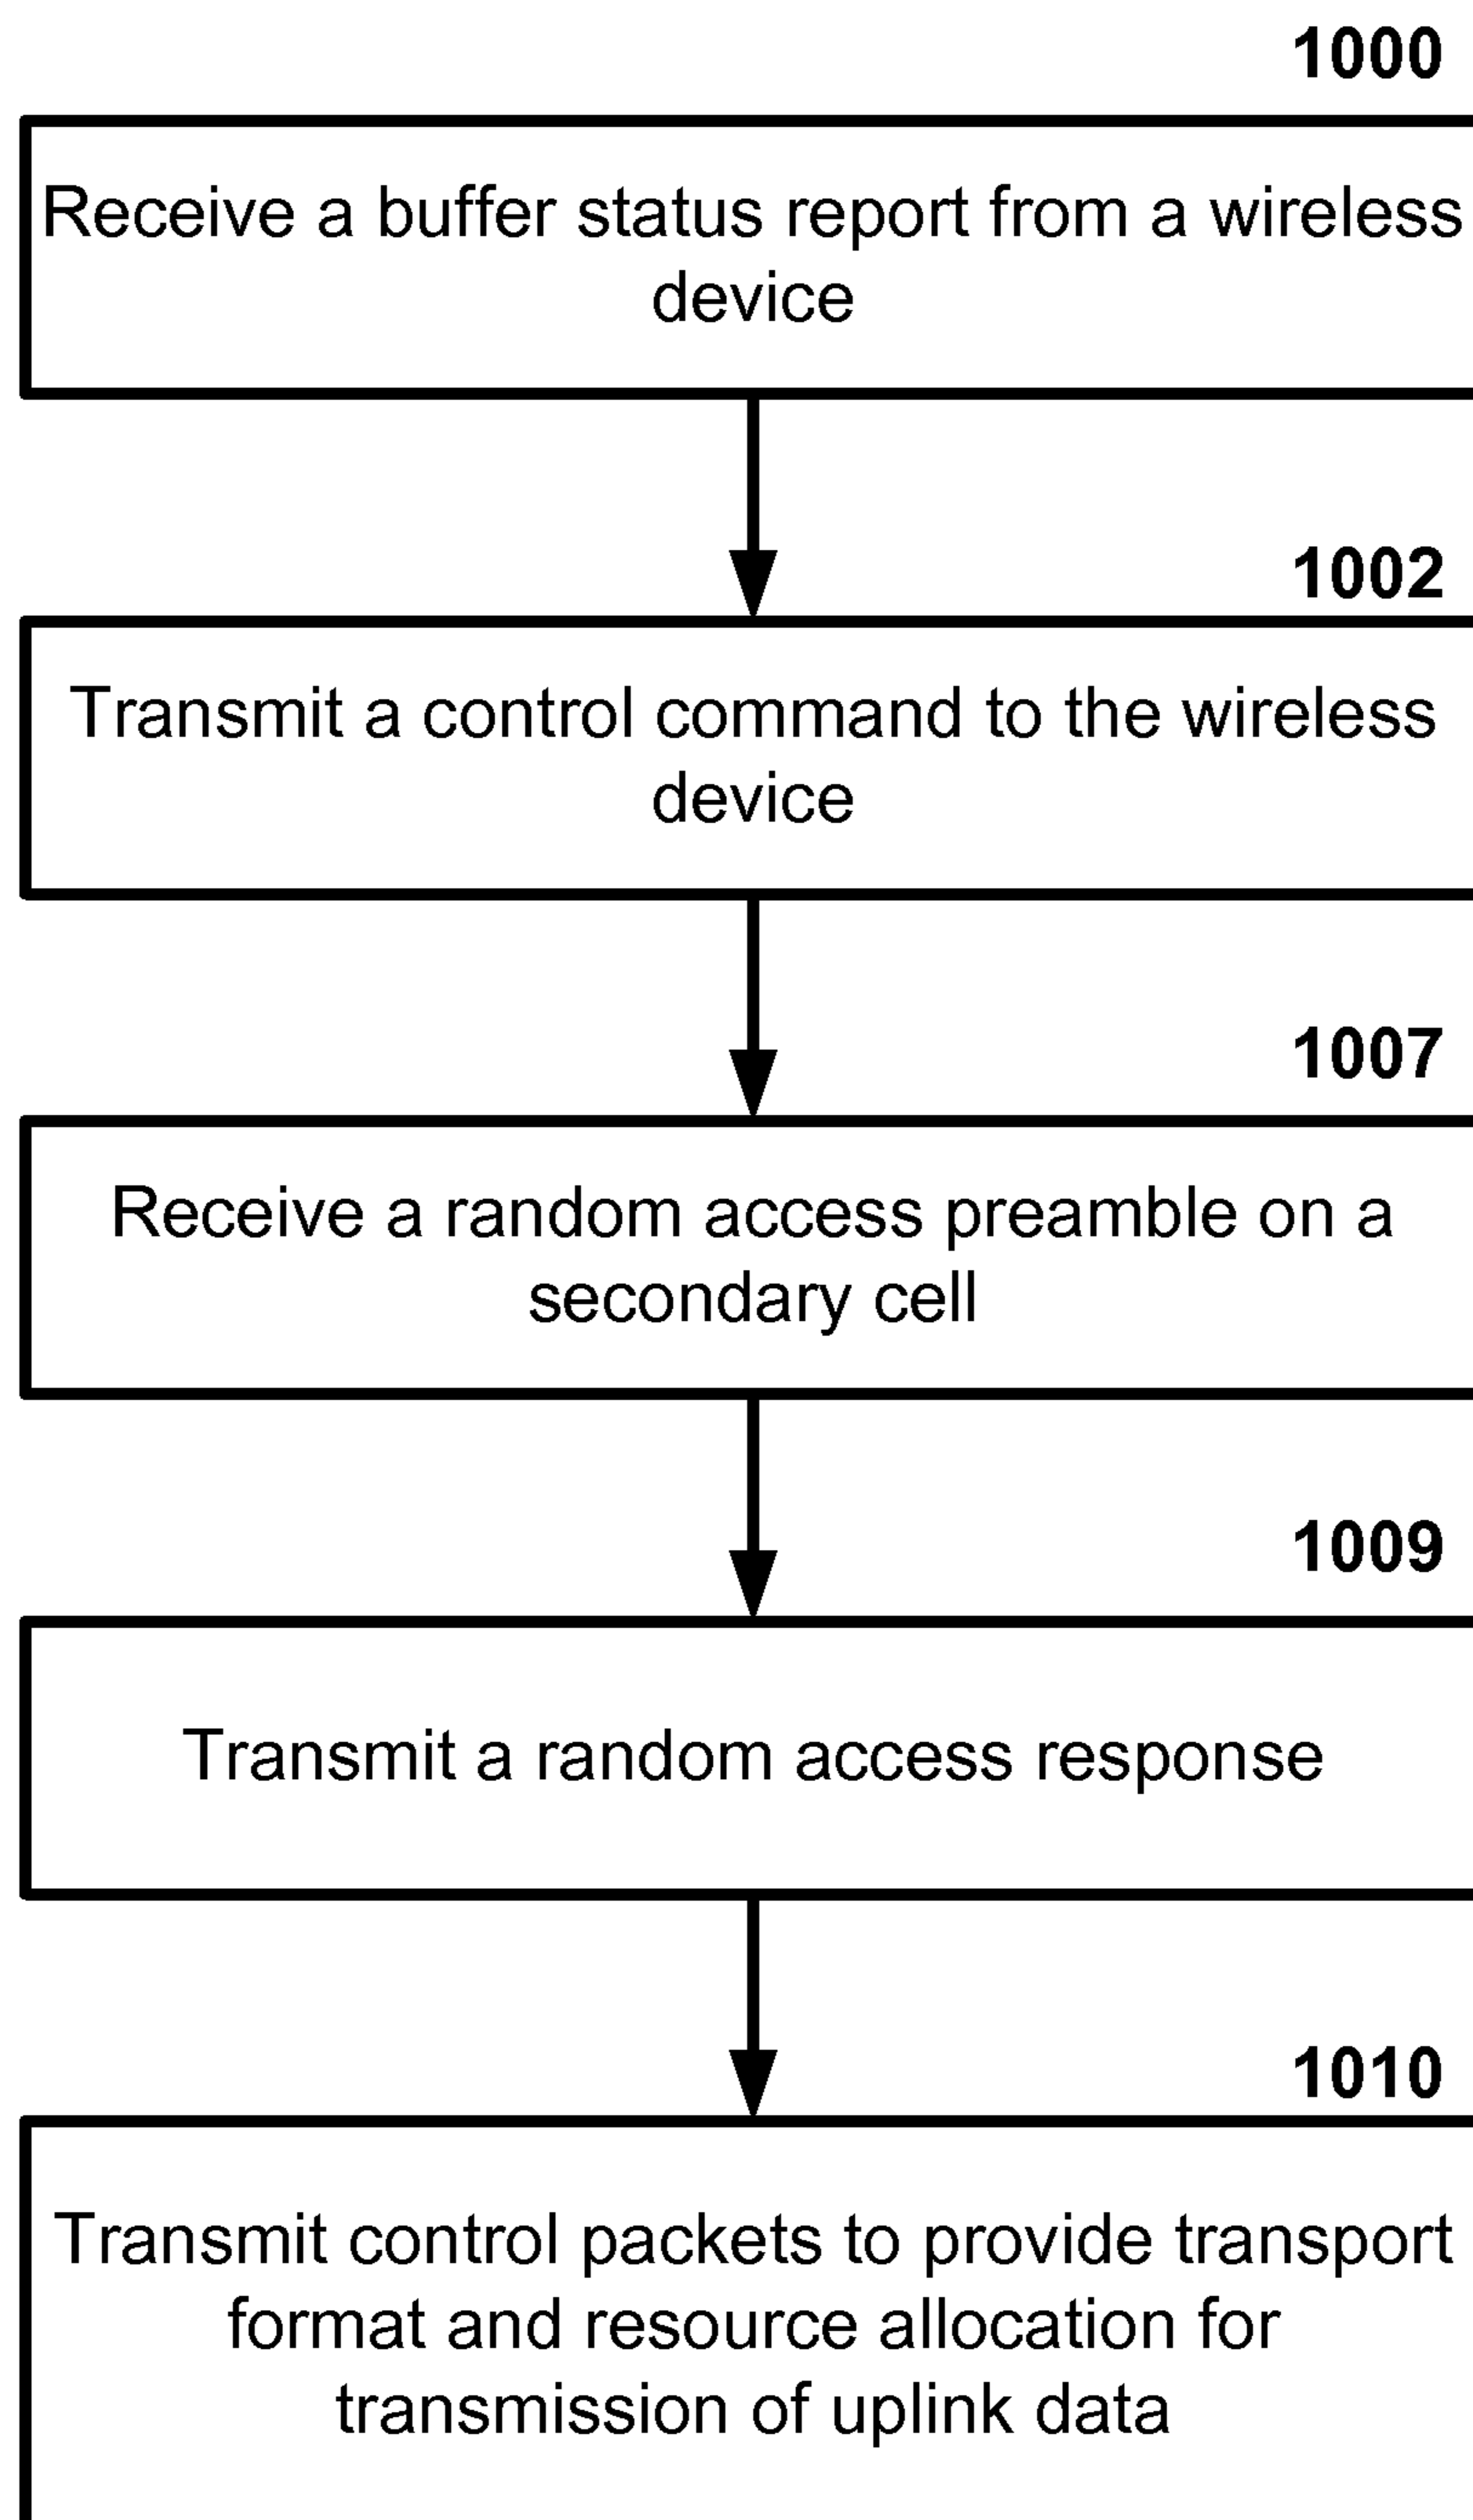 1000
Receive a buffer status report from a wireless
device
1002
Transmit a control command to the wireless
device
1007
Receive a random access preamble on a
secondary cell
1009
Transmit a random access response
1010
Transmit control packets to provide transport
format and resource allocation for
transmission of uplink data